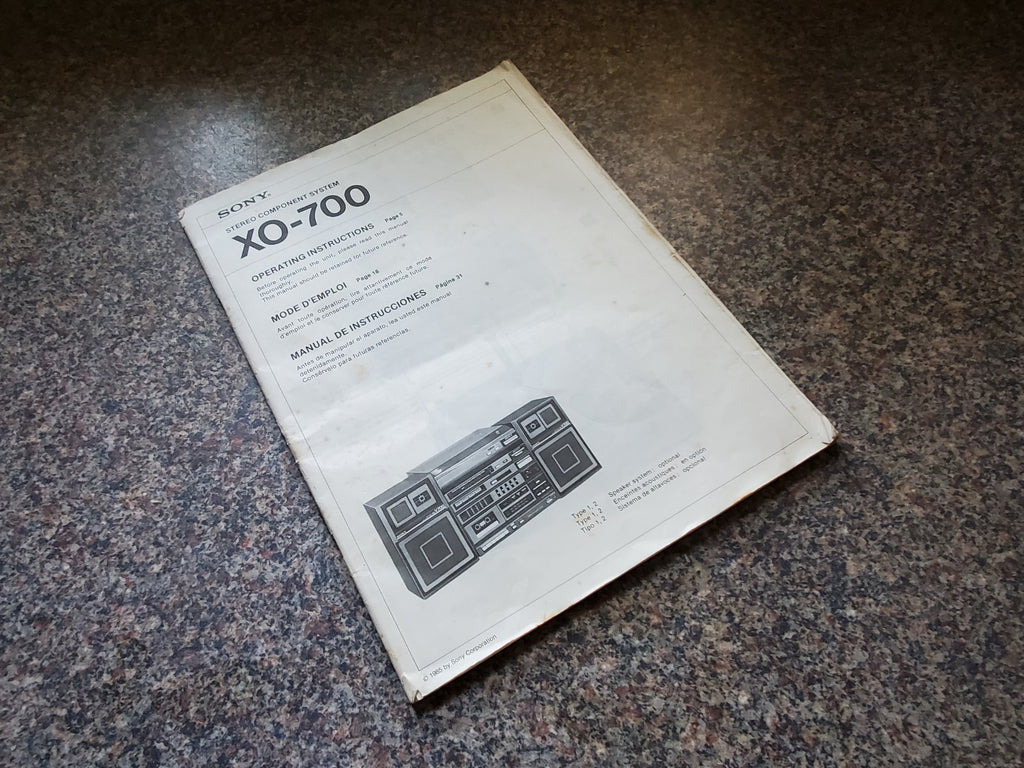 SONY®
STEREO COMPONENT SYSTEM
XO-700
OPERATING INSTRUCTIONS Page 5
Before operating the unit, please read this manual
thoroughly.
This manual should be retained for future reference.
MODE D'EMPLOI Page 18
Avant toute opération, lire attentivement ce mode
d'emploi et le conserver pour toute référence future.
MANUAL DE INSTRUCCIONES Página 31
Antes de manipular el aparato, lea usted este manual
detenidamente.
Consérvelo para futuras referencias.
Type 1, 2 Speaker system : optional
Type 1, 2 Enceintes acoustiques : en option
Tipo 1, 2 Sistema de altavoces : opcional
© 1985 by Sony Corporation